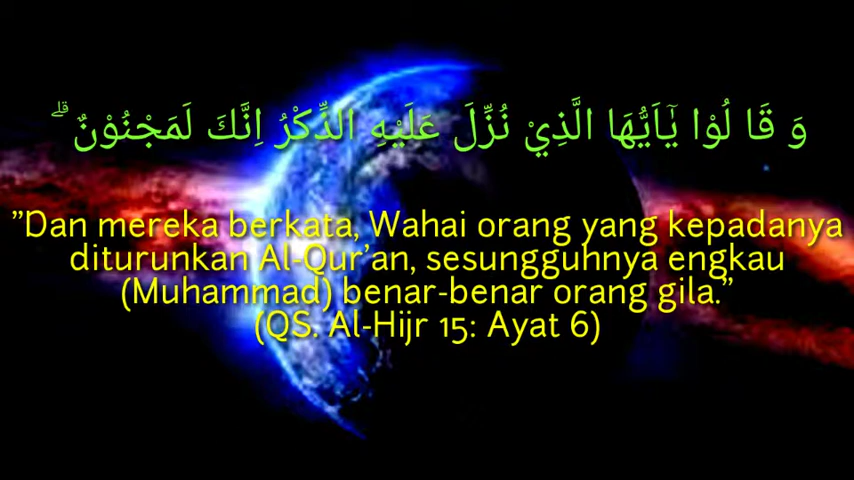 وَ قَا لُوْا يٰۤاَيُّهَا الَّذِيْ نُزِّلَ عَلَيْهِ الذِّكْرُ اِنَّكَ لَمَجْنُوْنٌ ۗ
"Dan mereka berkata, Wahai orang yang kepadanya
diturunkan Al-Qur'an, sesungguhnya engkau
(Muhammad) benar-benar orang gila."
(QS. Al-Hijr 15: Ayat 6)